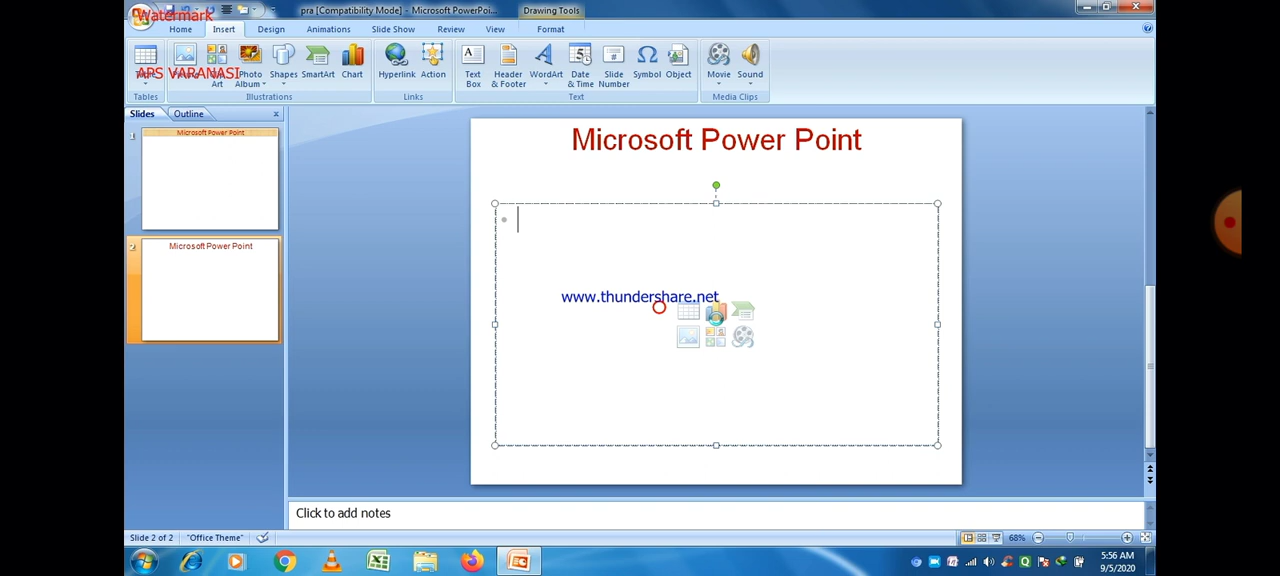 Watermark
pra [Compatibility Mode] - Microsoft PowerPoi...
Drawing Tools
Home Insert Design Animations Slide Show Review View Format
APS VARANASI
Art
Photo Album
Shapes
SmartArt
Chart
Hyperlink
Action
Text Box
Header & Footer
WordArt
Date & Time
Slide Number
Symbol
Object
Movie
Sound
Tables
Illustrations
Links
Text
Media Clips
Slides Outline
1
Microsoft Power Point
2
Microsoft Power Point
Microsoft Power Point
www.thundershare.net
Click to add notes
Slide 2 of 2
"Office Theme"
68%
5:56 AM
9/5/2020